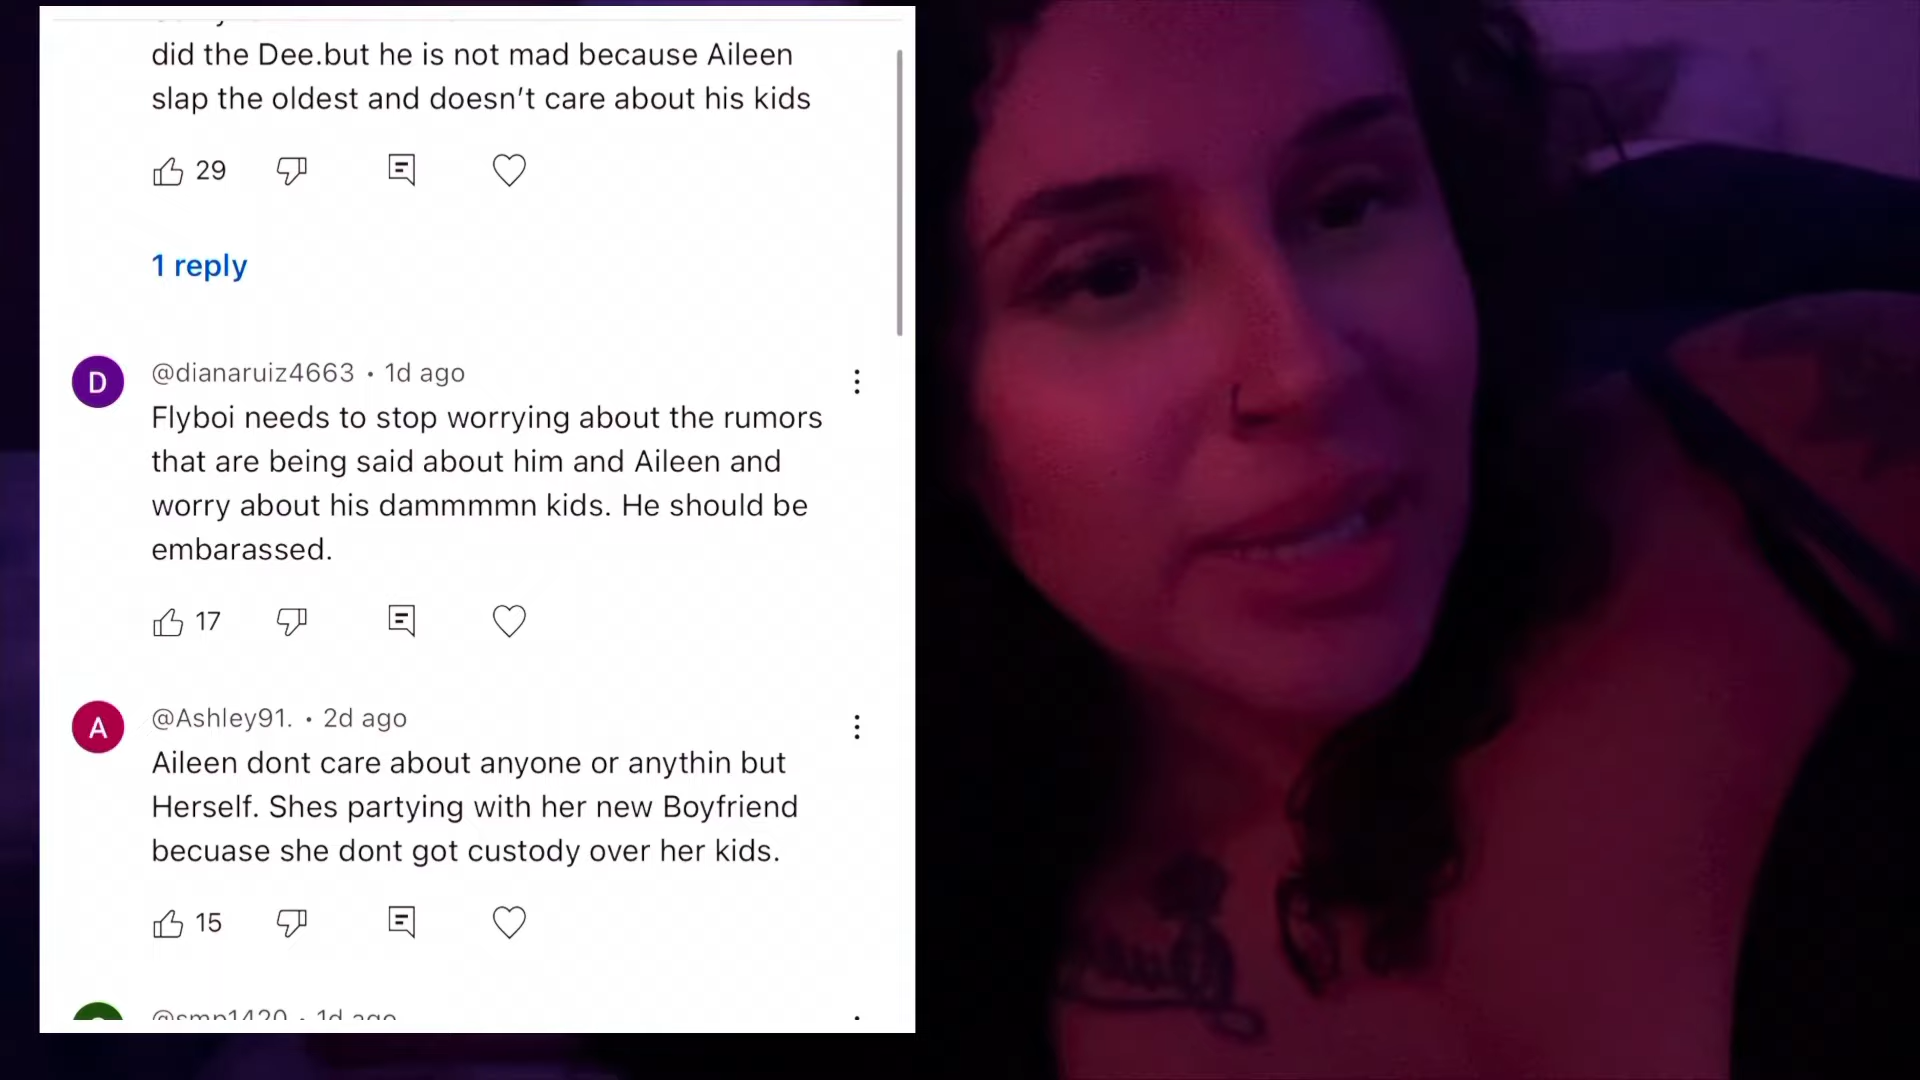 did the Dee.but he is not mad because Aileen
slap the oldest and doesn't care about his kids
29
1 reply
D
@dianaruiz4663 • 1d ago
Flyboi needs to stop worrying about the rumors
that are being said about him and Aileen and
worry about his dammmmn kids. He should be
embarassed.
17
A
@Ashley91. • 2d ago
Aileen dont care about anyone or anythin but
Herself. Shes partying with her new Boyfriend
becuase she dont got custody over her kids.
15
@smp1420 • 1d ago